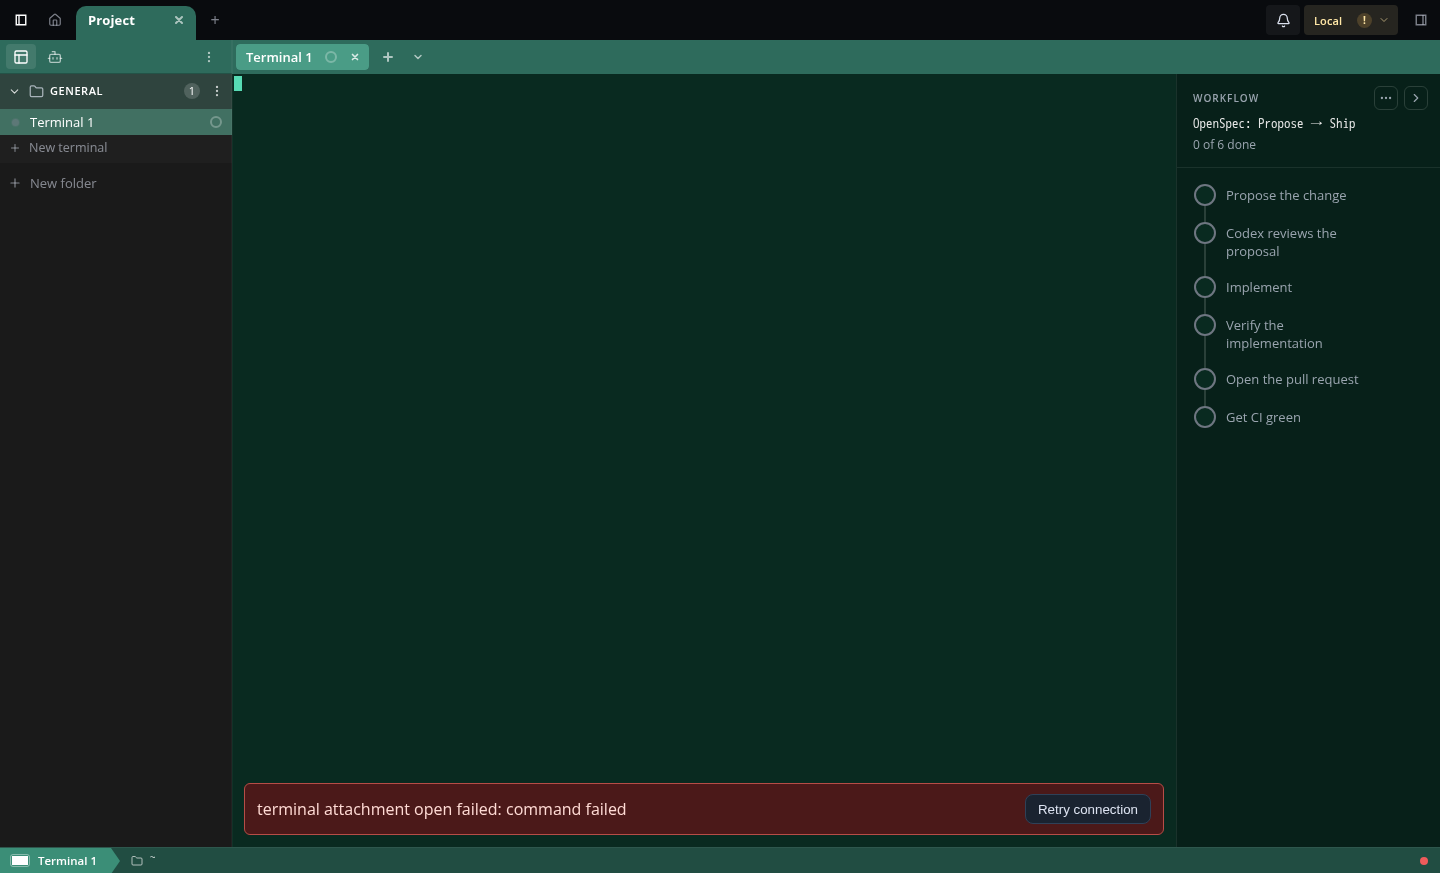 Project
Local
!
Terminal 1
GENERAL
1
Terminal 1
New terminal
New folder
WORKFLOW
OpenSpec: Propose → Ship
0 of 6 done
Propose the change
Codex reviews the
proposal
Implement
Verify the
implementation
Open the pull request
Get CI green
terminal attachment open failed: command failed
Retry connection
Terminal 1
~